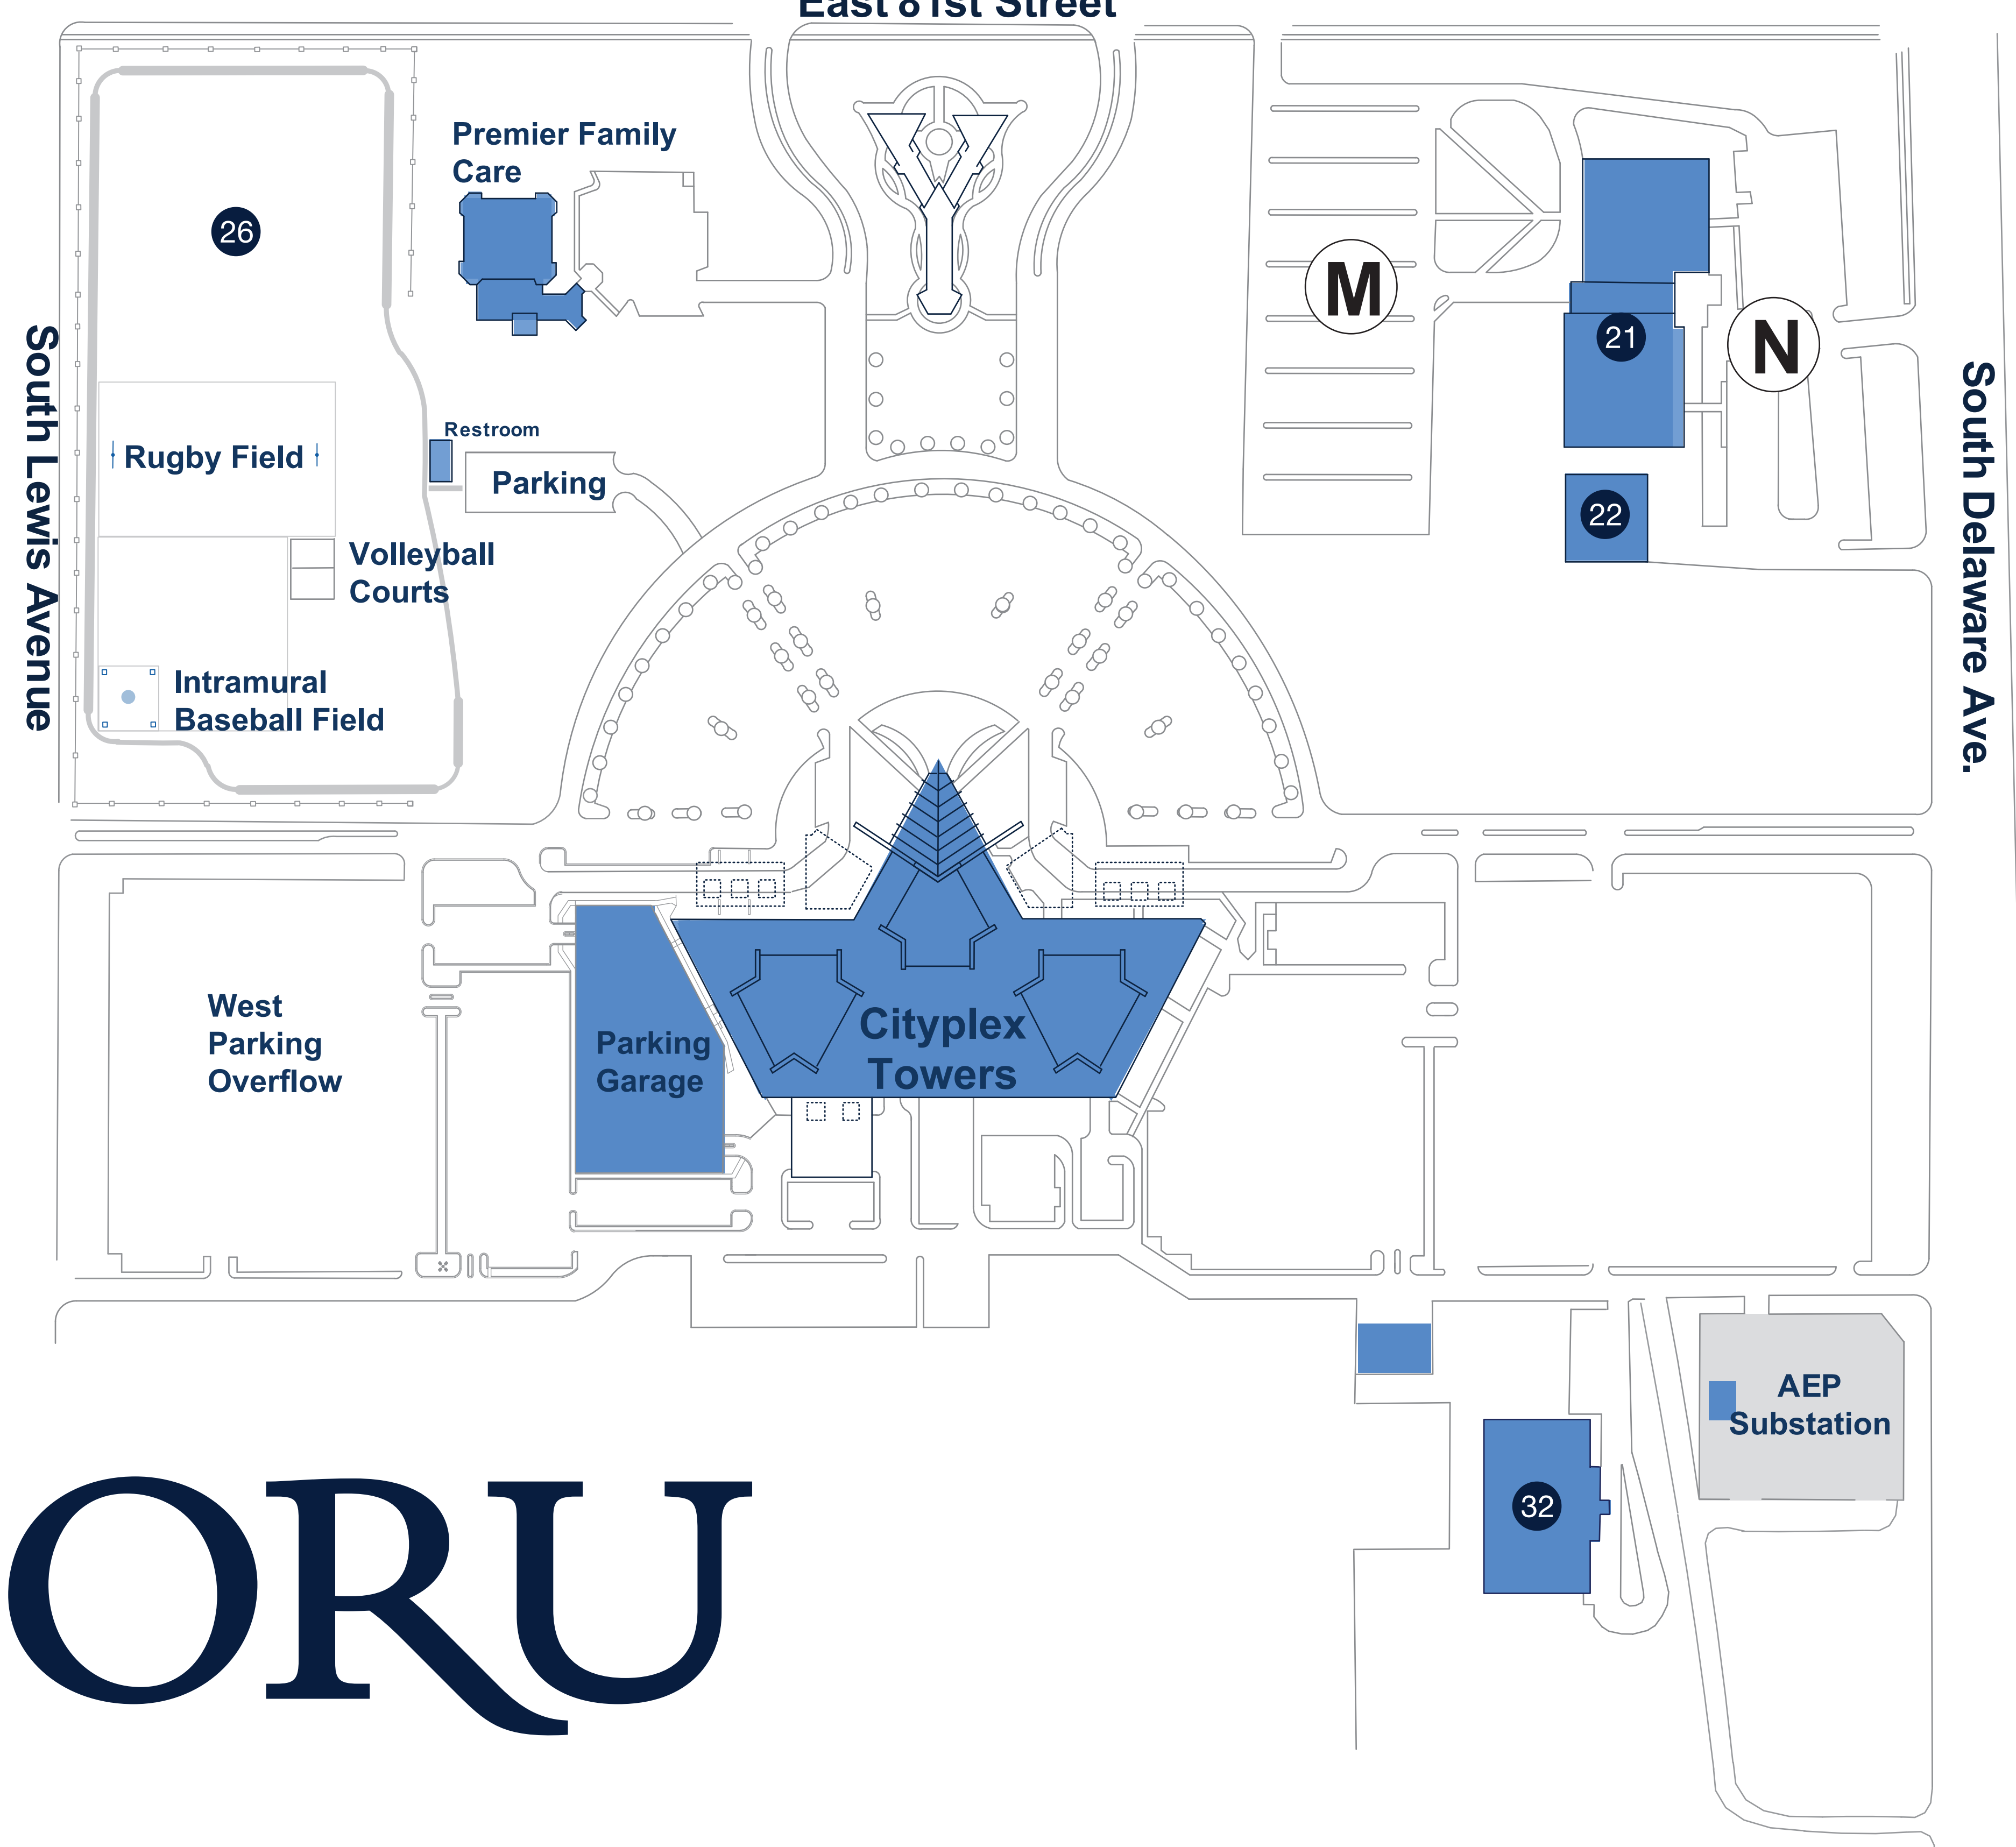 East 81st Street
Premier Family
Care
26
M
21
N
South Lewis Avenue
South Delaware Ave.
Restroom
Rugby Field
Parking
22
Volleyball
Courts
Intramural
Baseball Field
West
Parking
Overflow
Parking
Garage
Cityplex
Towers
AEP
Substation
32
ORU